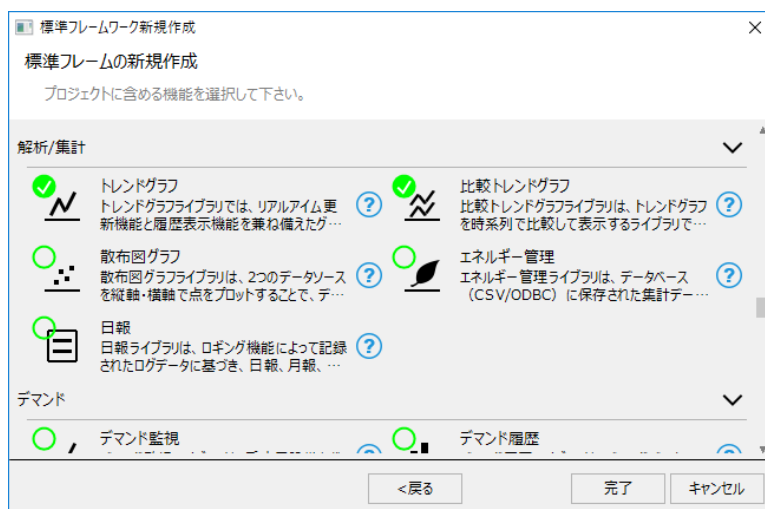 標準フレームワーク新規作成
標準フレームの新規作成
プロジェクトに含める機能を選択して下さい。
解析/集計
トレンドグラフ
トレンドグラフライブラリでは、リアルアイム更
新機能と履歴表示機能を兼ね備えたグ…
比較トレンドグラフ
比較トレンドグラフライブラリは、トレンドグラフ
を時系列で比較して表示するライブラリで…
散布図グラフ
散布図グラフライブラリは、2つのデータソース
を縦軸・横軸で点をプロットすることで、デ…
エネルギー管理
エネルギー管理ライブラリは、データベース
（CSV/ODBC）に保存された集計デー…
日報
日報ライブラリは、ロギング機能によって記録
されたログデータに基づき、日報、月報、…
デマンド
デマンド監視
デマンド履歴
<戻る
完了
キャンセル